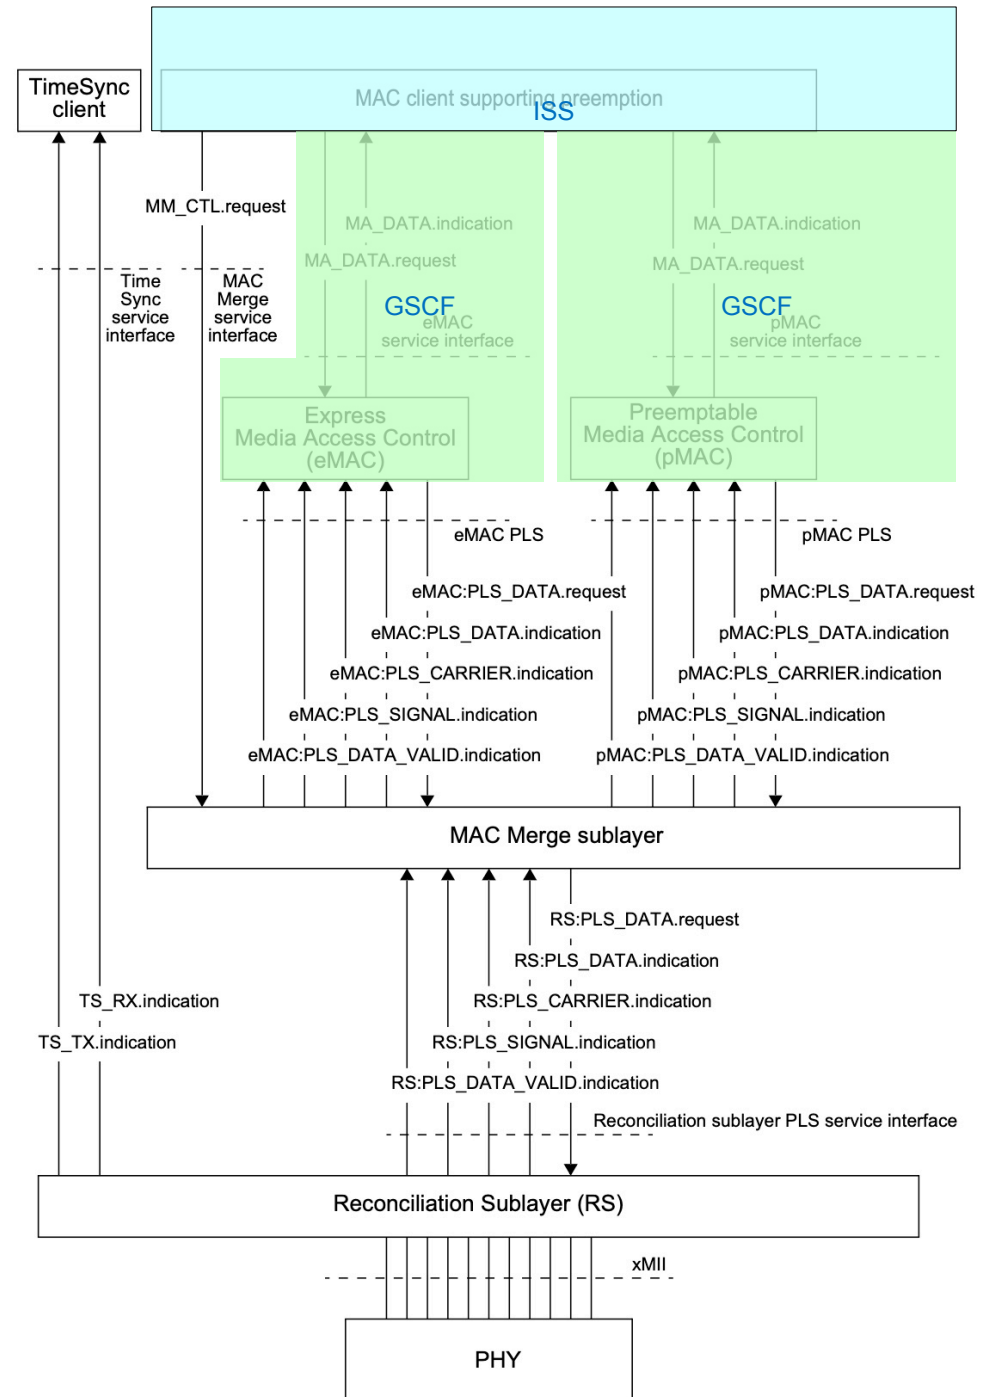 TimeSync
client
MAC client supporting preemption
ISS
MM_CTL.request
MA_DATA.indication
MA_DATA.request
MA_DATA.indication
MA_DATA.request
Time
Sync
service
interface
MAC
Merge
service
interface
GSCF
eMAC
service interface
GSCF
pMAC
service interface
Express
Media Access Control
(eMAC)
Preemptable
Media Access Control
(pMAC)
eMAC PLS
pMAC PLS
eMAC:PLS_DATA.request
pMAC:PLS_DATA.request
eMAC:PLS_DATA.indication
pMAC:PLS_DATA.indication
eMAC:PLS_CARRIER.indication
pMAC:PLS_CARRIER.indication
eMAC:PLS_SIGNAL.indication
pMAC:PLS_SIGNAL.indication
eMAC:PLS_DATA_VALID.indication
pMAC:PLS_DATA_VALID.indication
MAC Merge sublayer
RS:PLS_DATA.request
RS:PLS_DATA.indication
TS_RX.indication
RS:PLS_CARRIER.indication
TS_TX.indication
RS:PLS_SIGNAL.indication
RS:PLS_DATA_VALID.indication
Reconciliation sublayer PLS service interface
Reconciliation Sublayer (RS)
xMII
PHY